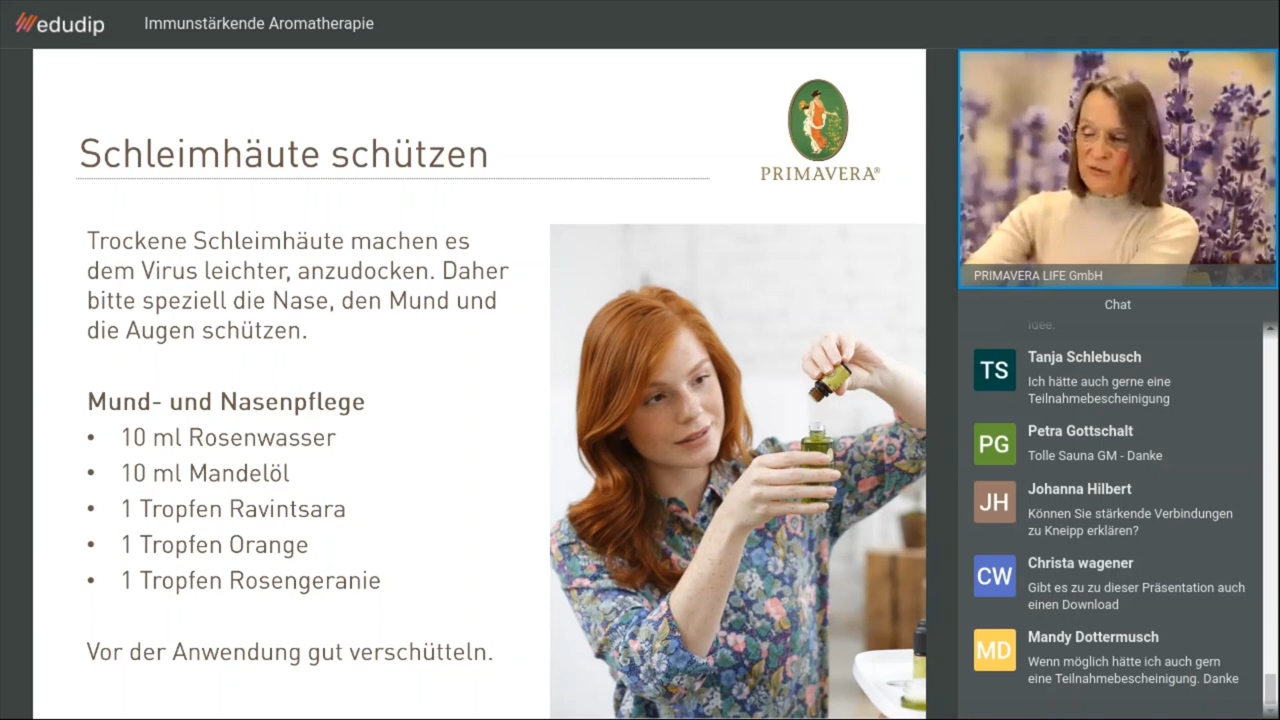 edudip
Immunstärkende Aromatherapie
Schleimhäute schützen
PRIMAVERA®
Trockene Schleimhäute machen es
dem Virus leichter, anzudocken. Daher
bitte speziell die Nase, den Mund und
die Augen schützen.
Mund- und Nasenpflege
• 10 ml Rosenwasser
• 10 ml Mandelöl
• 1 Tropfen Ravintsara
• 1 Tropfen Orange
• 1 Tropfen Rosengeranie
Vor der Anwendung gut verschütteln.
PRIMAVERA LIFE GmbH
Chat
Idee.
TS
Tanja Schlebusch
Ich hätte auch gerne eine
Teilnahmebescheinigung
PG
Petra Gottschalt
Tolle Sauna GM - Danke
JH
Johanna Hilbert
Können Sie stärkende Verbindungen
zu Kneipp erklären?
CW
Christa wagener
Gibt es zu zu dieser Präsentation auch
einen Download
MD
Mandy Dottermusch
Wenn möglich hätte ich auch gern
eine Teilnahmebescheinigung. Danke